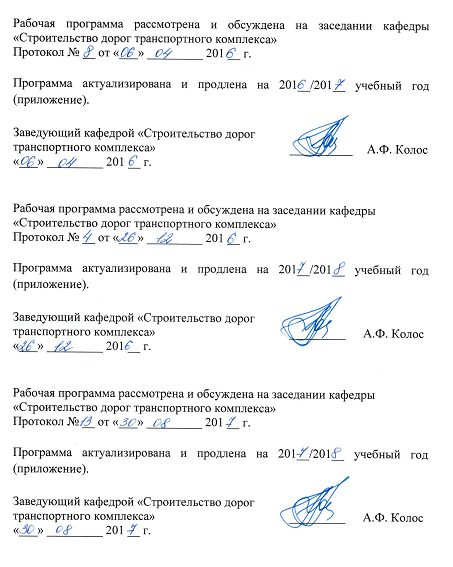 Рабочая программа рассмотрена и обсуждена на заседании кафедры
«Строительство дорог транспортного комплекса»
Протокол № 8 от «06» 04 2016 г.
Программа актуализирована и продлена на 2016/2017 учебный год
(приложение).
Заведующий кафедрой «Строительство дорог
транспортного комплекса» А.Ф. Колос
«06» 04 2016 г.
Рабочая программа рассмотрена и обсуждена на заседании кафедры
«Строительство дорог транспортного комплекса»
Протокол № 4 от «26» 12 2016 г.
Программа актуализирована и продлена на 2017/2018 учебный год
(приложение).
Заведующий кафедрой «Строительство дорог
транспортного комплекса» А.Ф. Колос
«26» 12 2016 г.
Рабочая программа рассмотрена и обсуждена на заседании кафедры
«Строительство дорог транспортного комплекса»
Протокол №13 от «30» 08 2017 г.
Программа актуализирована и продлена на 2017/2018 учебный год
(приложение).
Заведующий кафедрой «Строительство дорог
транспортного комплекса» А.Ф. Колос
«30» 08 2017 г.